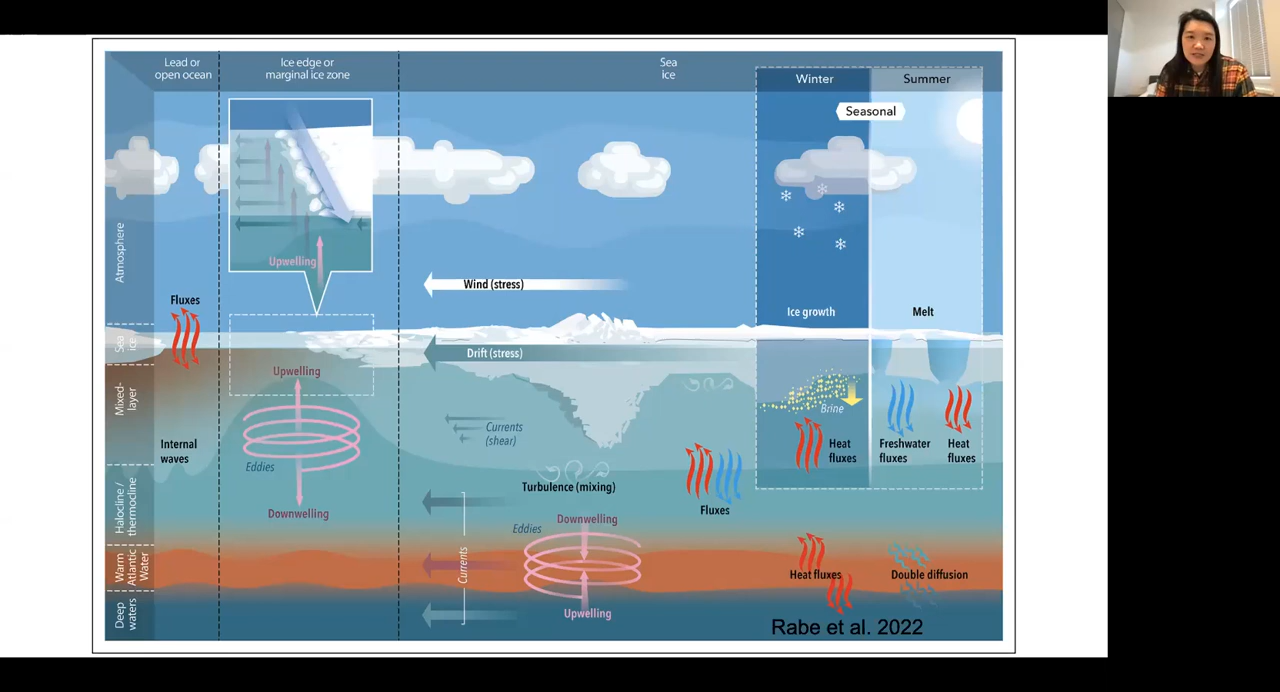 Lead or
open ocean
Ice edge or
marginal ice zone
Sea
ice
Winter
Summer
Seasonal
Atmosphere
Upwelling
Wind (stress)
Fluxes
Ice growth
Melt
Sea
ice
Drift (stress)
Upwelling
Mixed-
layer
Brine
Currents
(shear)
Internal
waves
Eddies
Heat
fluxes
Freshwater
fluxes
Heat
fluxes
Turbulence (mixing)
Fluxes
Halocline /
thermocline
Downwelling
Downwelling
Eddies
Currents
Warm
Atlantic
Water
Heat fluxes
Double diffusion
Deep
waters
Upwelling
Rabe et al. 2022